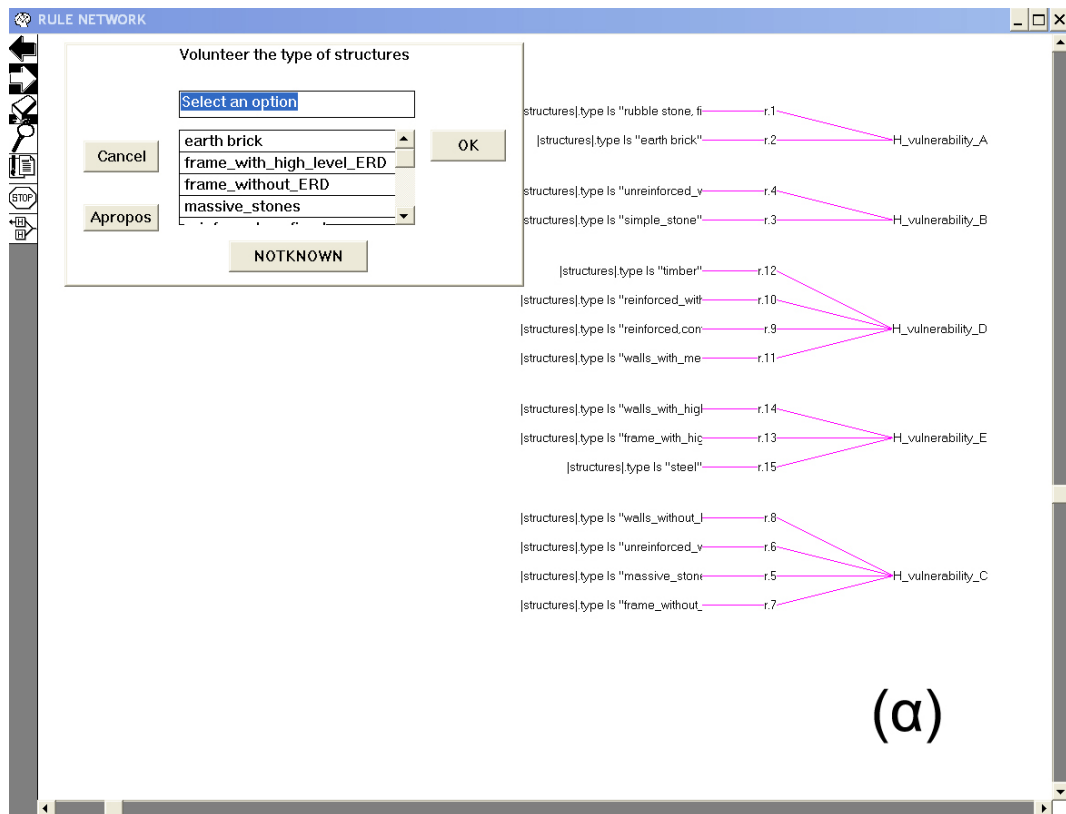 RULE NETWORK
Volunteer the type of structures
Select an option
earth brick
frame_with_high_level_ERD
frame_without_ERD
massive_stones
OK
Cancel
Apropos
NOTKNOWN
STOP
structures|.type Is "rubble stone, fi r.1
|structures|.type Is "earth brick" r.2 H_vulnerability_A
structures|.type Is "unreinforced_v r.4
structures|.type Is "simple_stone" r.3 H_vulnerability_B
|structures|.type Is "timber" r.12
|structures|.type Is "reinforced_with r.10
|structures|.type Is "reinforced,con r.9 H_vulnerability_D
|structures|.type Is "walls_with_me r.11
|structures|.type Is "walls_with_higl r.14
|structures|.type Is "frame_with_hig r.13 H_vulnerability_E
|structures|.type Is "steel" r.15
|structures|.type Is "walls_without_l r.8
|structures|.type Is "unreinforced_v r.6
|structures|.type Is "massive_stone r.5 H_vulnerability_C
|structures|.type Is "frame_without_ r.7
(α)